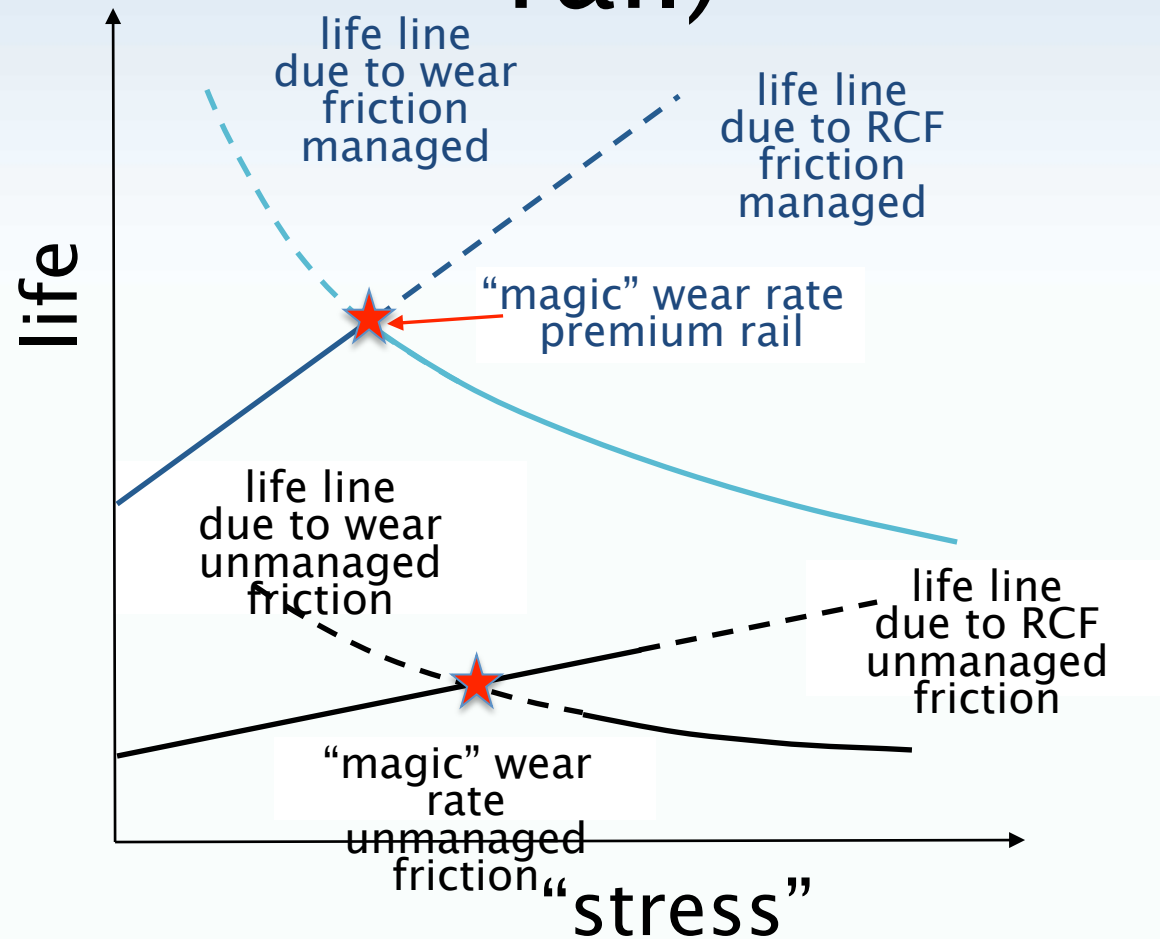 life line
due to wear
friction
managed
life line
due to RCF
friction
managed
life
“magic” wear rate
premium rail
life line
due to wear
unmanaged
friction
life line
due to RCF
unmanaged
friction
“magic” wear
rate
unmanaged
friction
“stress”